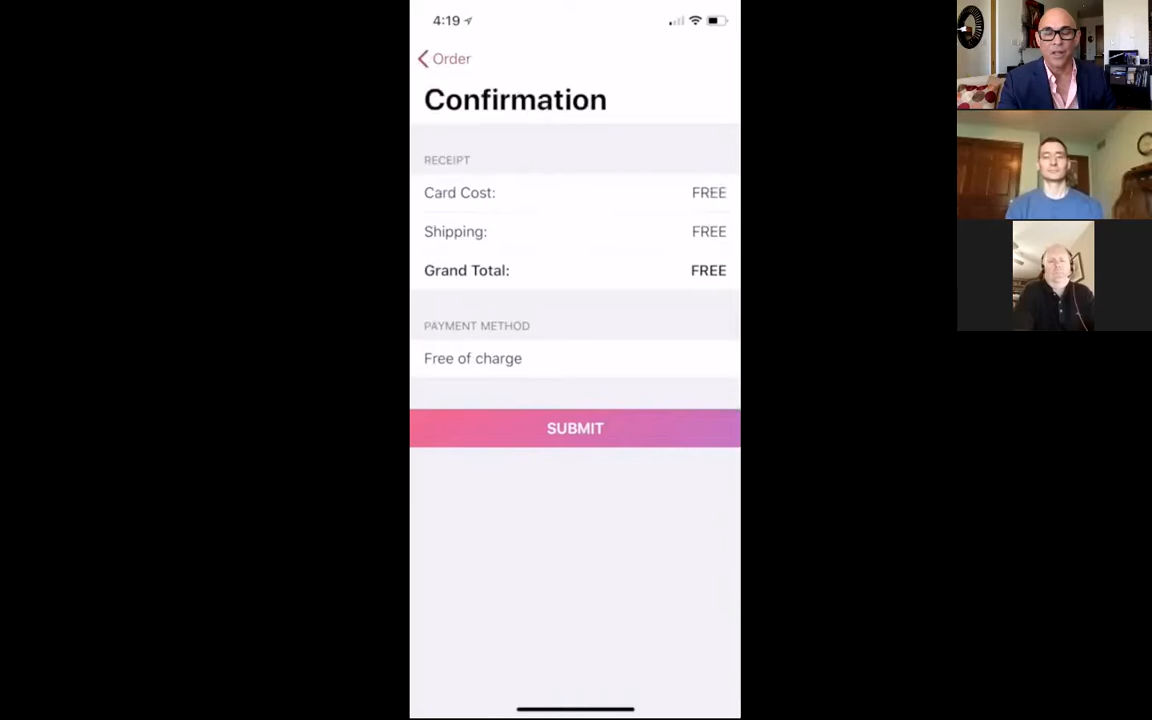 4:19
Order
Confirmation
RECEIPT
Card Cost: FREE
Shipping: FREE
Grand Total: FREE
PAYMENT METHOD
Free of charge
SUBMIT